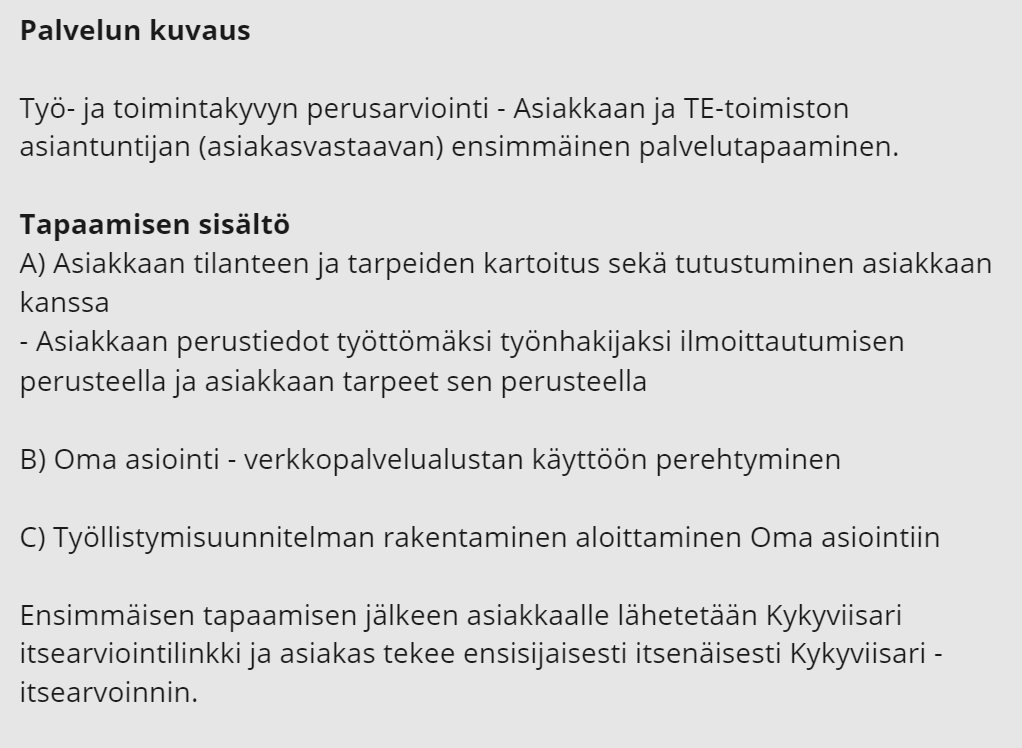 Palvelun kuvaus
Työ- ja toimintakyvyn perusarviointi - Asiakkaan ja TE-toimiston
asiantuntijan (asiakasvastaavan) ensimmäinen palvelutapaaminen.
Tapaamisen sisältö
A) Asiakkaan tilanteen ja tarpeiden kartoitus sekä tutustuminen asiakkaan
kanssa
- Asiakkaan perustiedot työttömäksi työnhakijaksi ilmoittautumisen
perusteella ja asiakkaan tarpeet sen perusteella
B) Oma asiointi - verkkopalvelualustan käyttöön perehtyminen
C) Työllistymisuunnitelman rakentaminen aloittaminen Oma asiointiin
Ensimmäisen tapaamisen jälkeen asiakkaalle lähetetään Kykyviisari
itsearviointilinkki ja asiakas tekee ensisijaisesti itsenäisesti Kykyviisari -
itsearvoinnin.